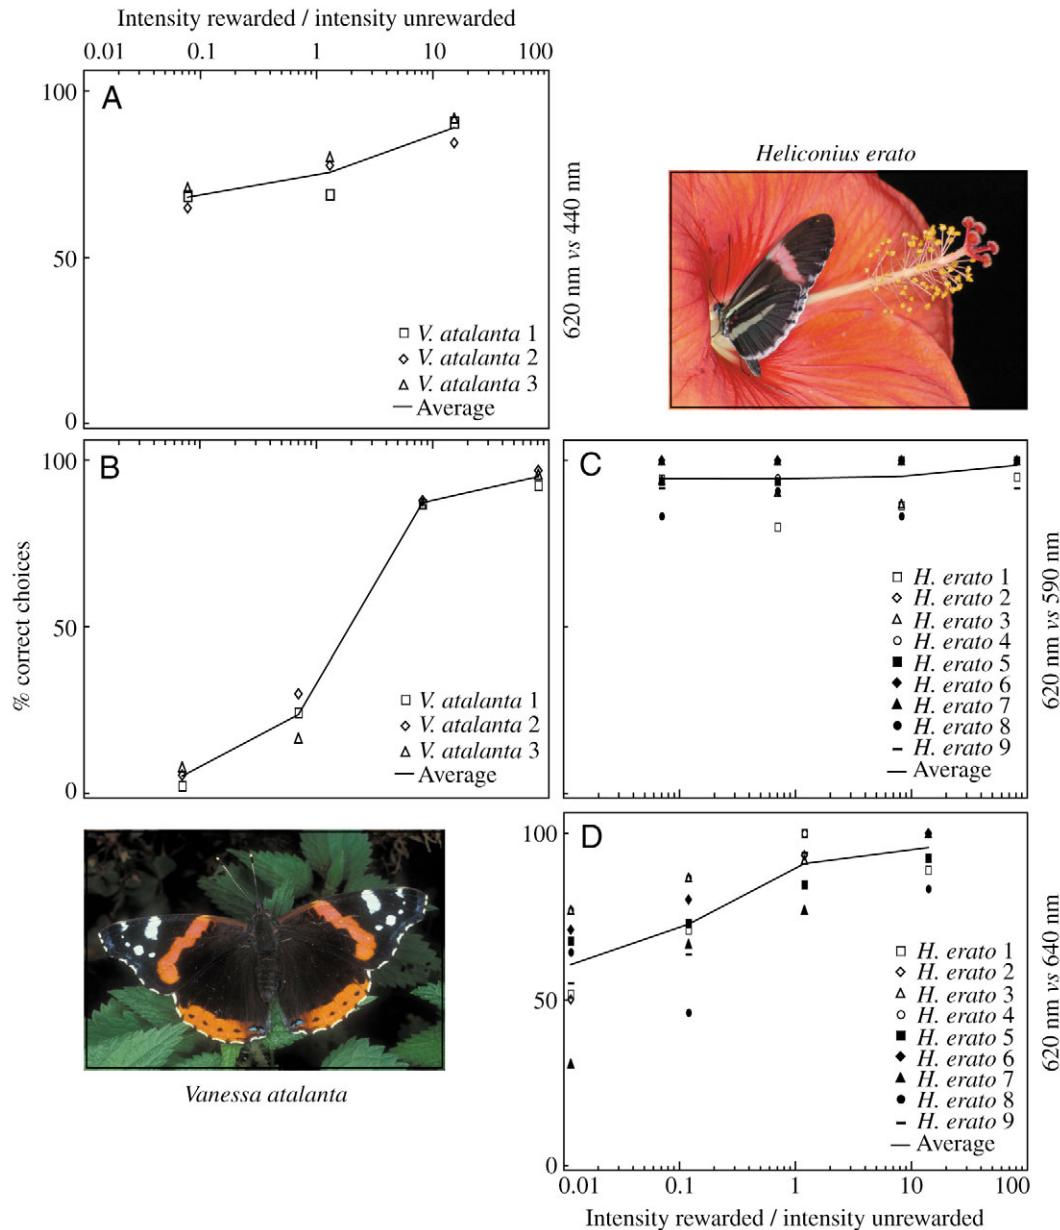 Intensity rewarded / intensity unrewarded
0.01 0.1 1 10 100
A
100
50
0
V. atalanta 1
V. atalanta 2
V. atalanta 3
Average
620 nm vs 440 nm
Heliconius erato
B
100
50
0
% correct choices
V. atalanta 1
V. atalanta 2
V. atalanta 3
Average
C
H. erato 1
H. erato 2
H. erato 3
H. erato 4
H. erato 5
H. erato 6
H. erato 7
H. erato 8
H. erato 9
Average
620 nm vs 590 nm
Vanessa atalanta
D
100
50
0
H. erato 1
H. erato 2
H. erato 3
H. erato 4
H. erato 5
H. erato 6
H. erato 7
H. erato 8
H. erato 9
Average
620 nm vs 640 nm
0.01 0.1 1 10 100
Intensity rewarded / intensity unrewarded